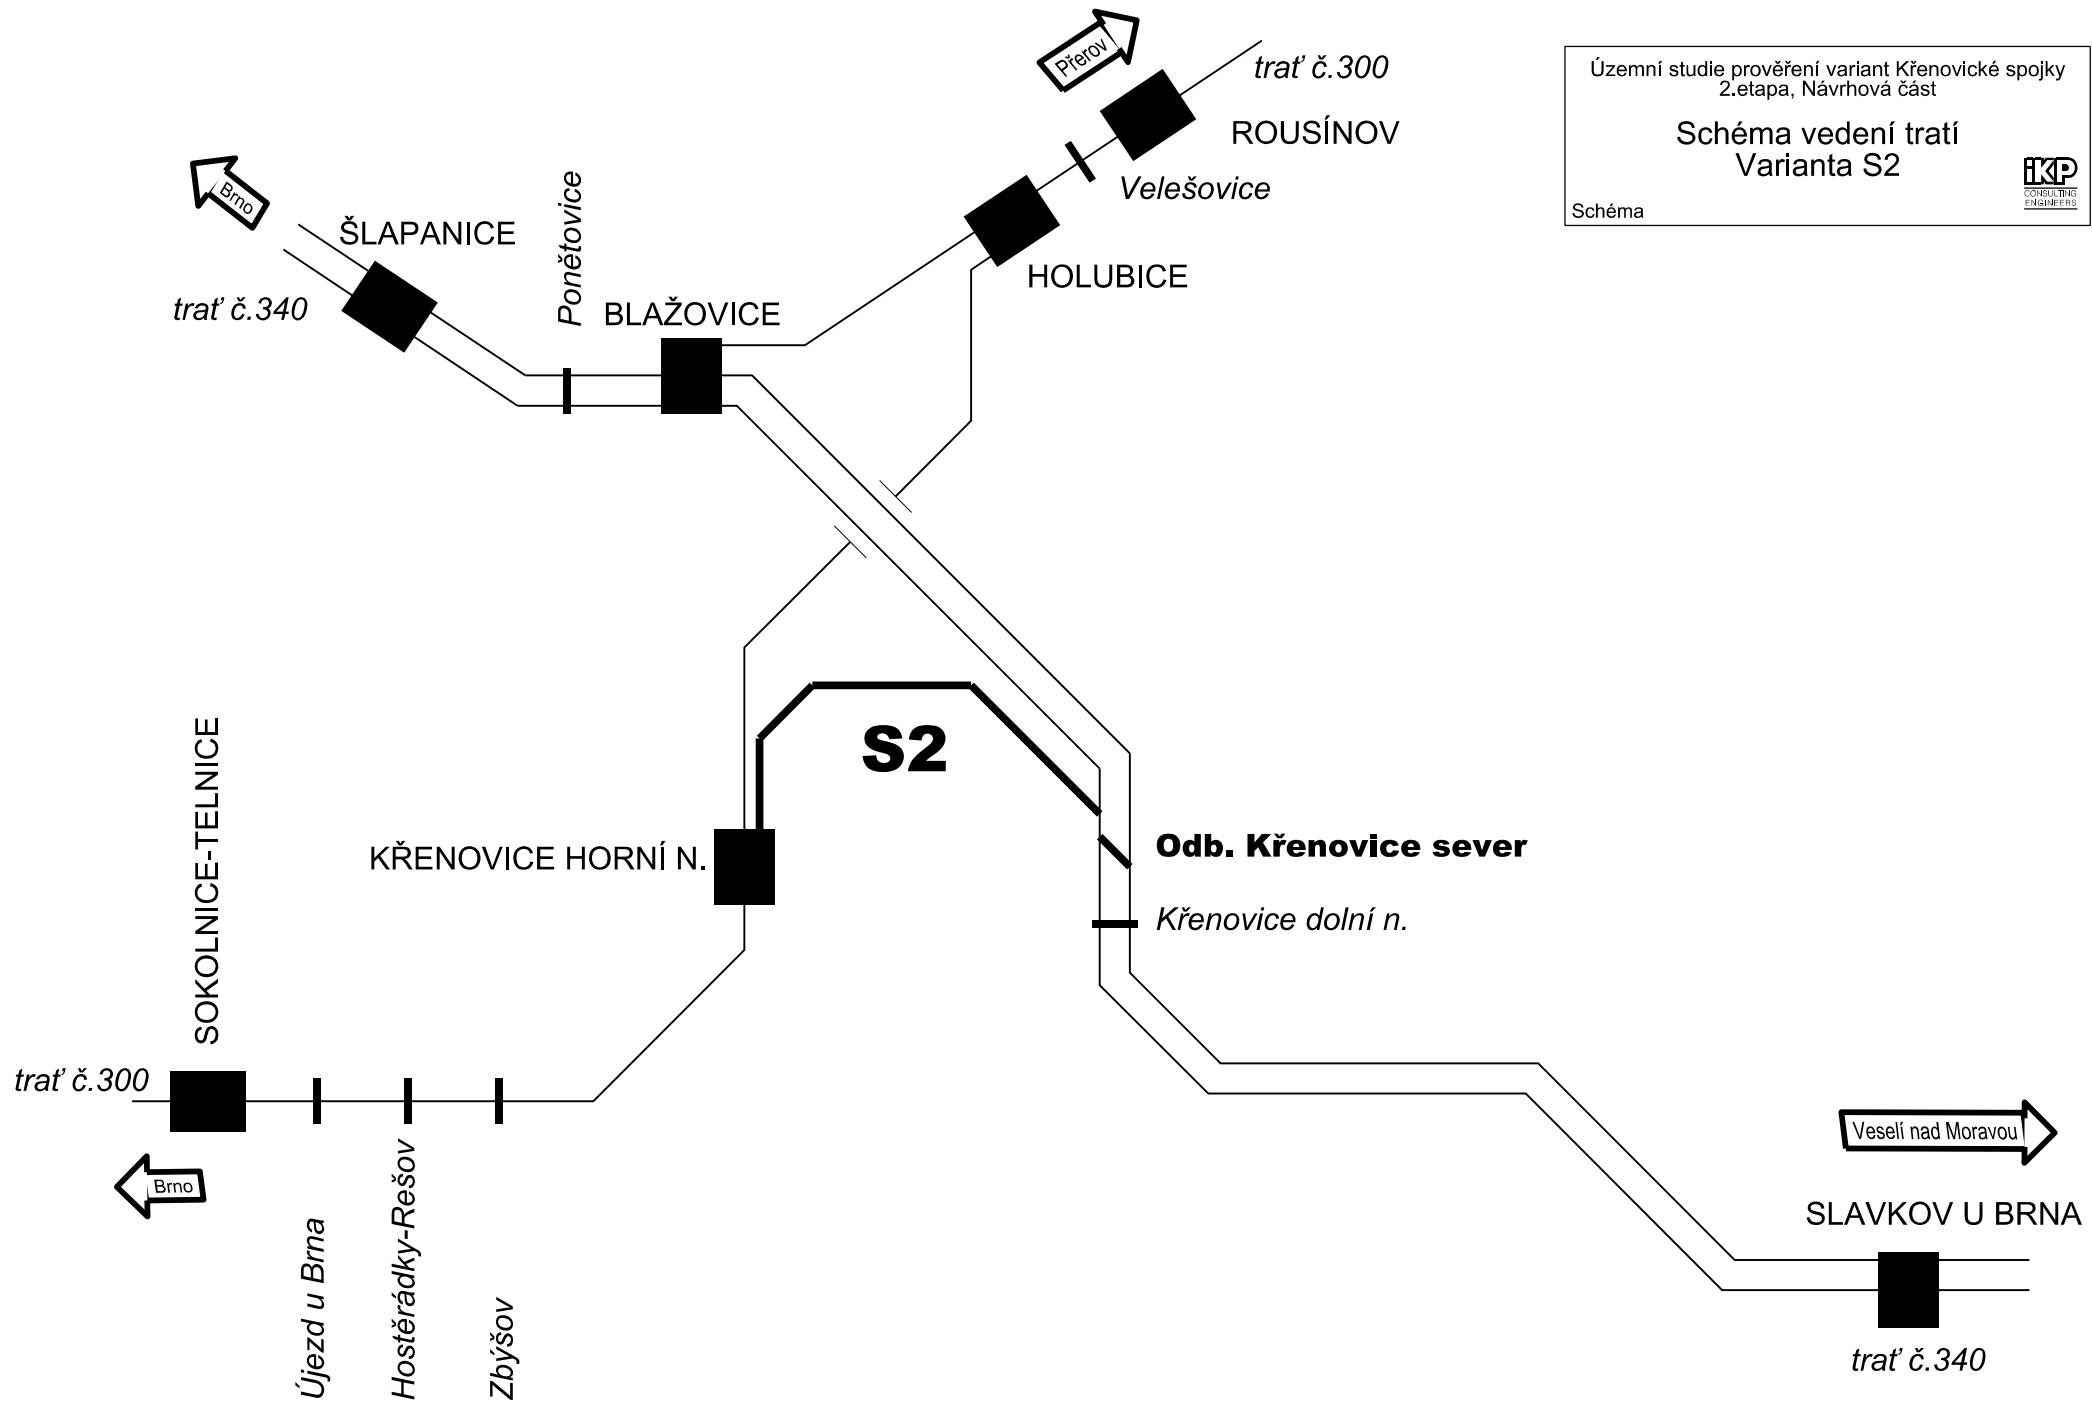 Přerov
trať č.300
Územní studie prověření variant Křenovické spojky
2.etapa, Návrhová část
Schéma vedení tratí
Varianta S2
iKP
CONSULTING
ENGINEERS
Schéma
ROUSÍNOV
Velešovice
Brno
ŠLAPANICE
Ponětovice
HOLUBICE
trať č.340
BLAŽOVICE
S2
SOKOLNICE-TELNICE
KŘENOVICE HORNÍ N.
Odb. Křenovice sever
Křenovice dolní n.
trať č.300
Brno
Veselí nad Moravou
Újezd u Brna
Hostěrádky-Rešov
Zbýšov
SLAVKOV U BRNA
trať č.340